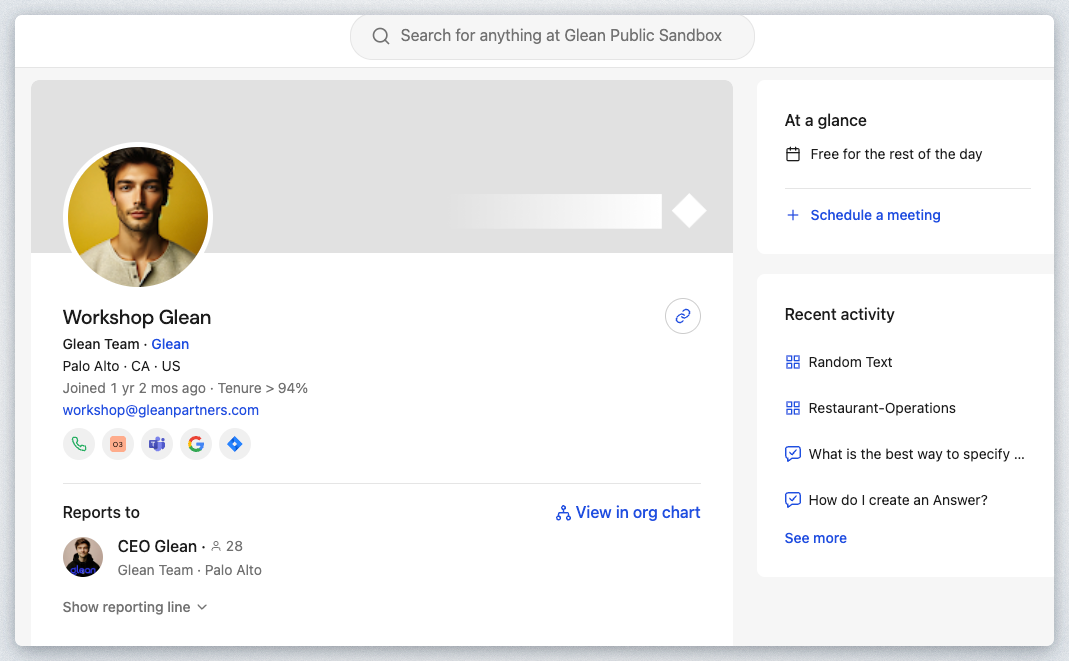 Search for anything at Glean Public Sandbox
Workshop Glean
Glean Team · Glean
Palo Alto · CA · US
Joined 1 yr 2 mos ago · Tenure > 94%
workshop@gleanpartners.com
03
Reports to
View in org chart
CEO Glean · 28
glean
Glean Team · Palo Alto
Show reporting line
At a glance
Free for the rest of the day
Schedule a meeting
Recent activity
Random Text
Restaurant-Operations
What is the best way to specify ...
How do I create an Answer?
See more